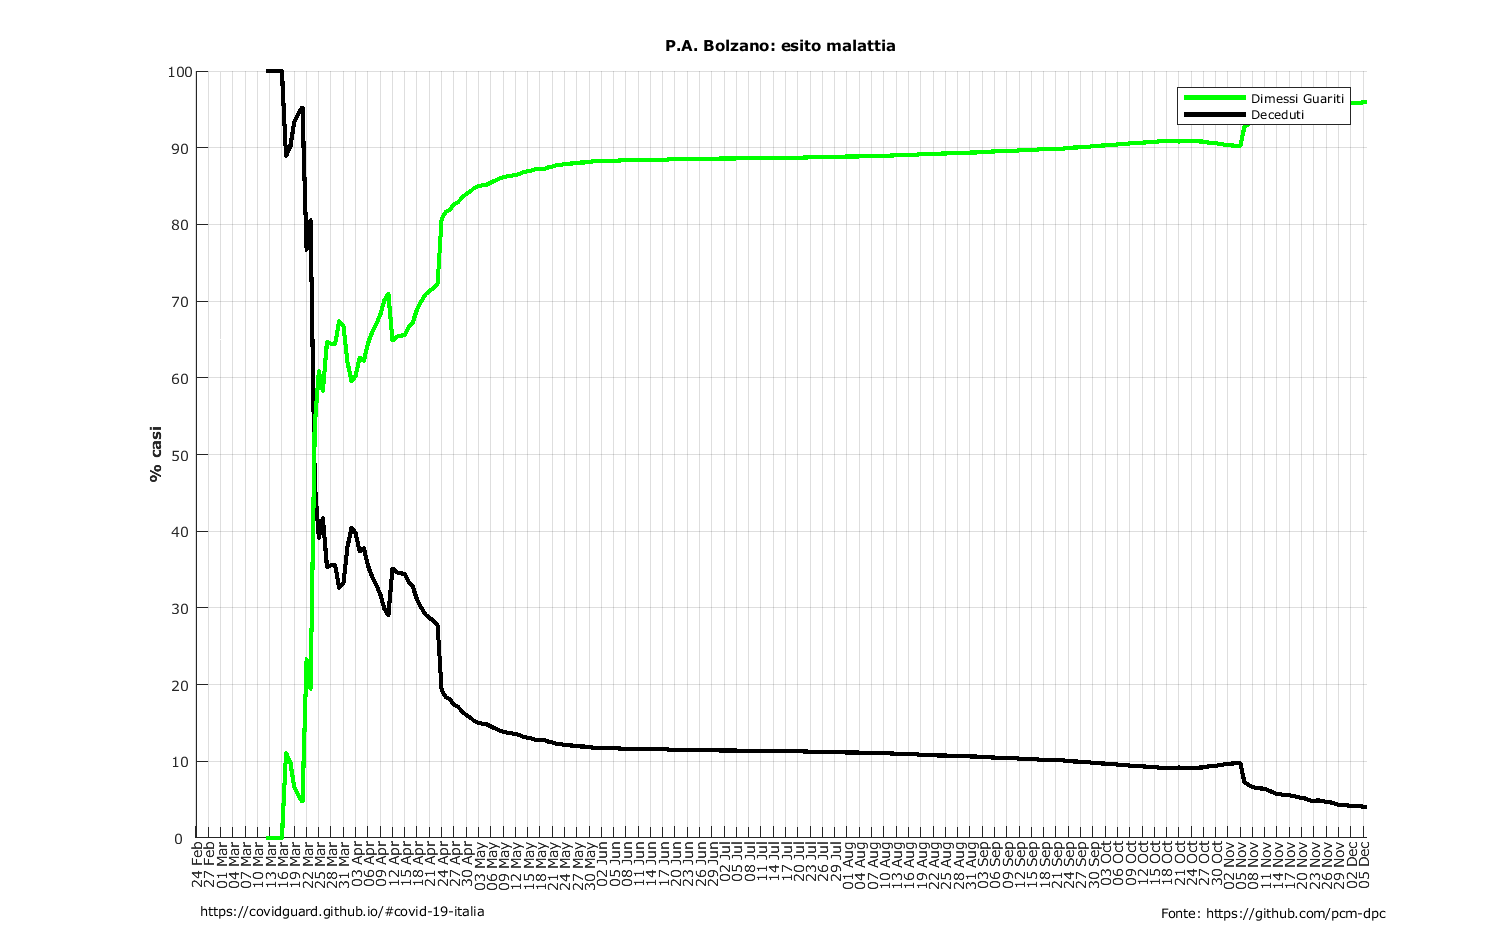 P.A. Bolzano: esito malattia
100
90
80
70
60
50
40
30
20
10
0
% casi
Dimessi Guariti
Deceduti
24 Feb
27 Feb
01 Mar
04 Mar
07 Mar
10 Mar
13 Mar
16 Mar
19 Mar
22 Mar
25 Mar
28 Mar
31 Mar
03 Apr
06 Apr
09 Apr
12 Apr
15 Apr
18 Apr
21 Apr
24 Apr
27 Apr
30 Apr
03 May
06 May
09 May
12 May
15 May
18 May
21 May
24 May
27 May
30 May
02 Jun
05 Jun
08 Jun
11 Jun
14 Jun
17 Jun
20 Jun
23 Jun
26 Jun
29 Jun
02 Jul
05 Jul
08 Jul
11 Jul
14 Jul
17 Jul
20 Jul
23 Jul
26 Jul
29 Jul
01 Aug
04 Aug
07 Aug
10 Aug
13 Aug
16 Aug
19 Aug
22 Aug
25 Aug
28 Aug
31 Aug
03 Sep
06 Sep
09 Sep
12 Sep
15 Sep
18 Sep
21 Sep
24 Sep
27 Sep
30 Sep
03 Oct
06 Oct
09 Oct
12 Oct
15 Oct
18 Oct
21 Oct
24 Oct
27 Oct
30 Oct
02 Nov
05 Nov
08 Nov
11 Nov
14 Nov
17 Nov
20 Nov
23 Nov
26 Nov
29 Nov
02 Dec
05 Dec
https://covidguard.github.io/#covid-19-italia
Fonte: https://github.com/pcm-dpc